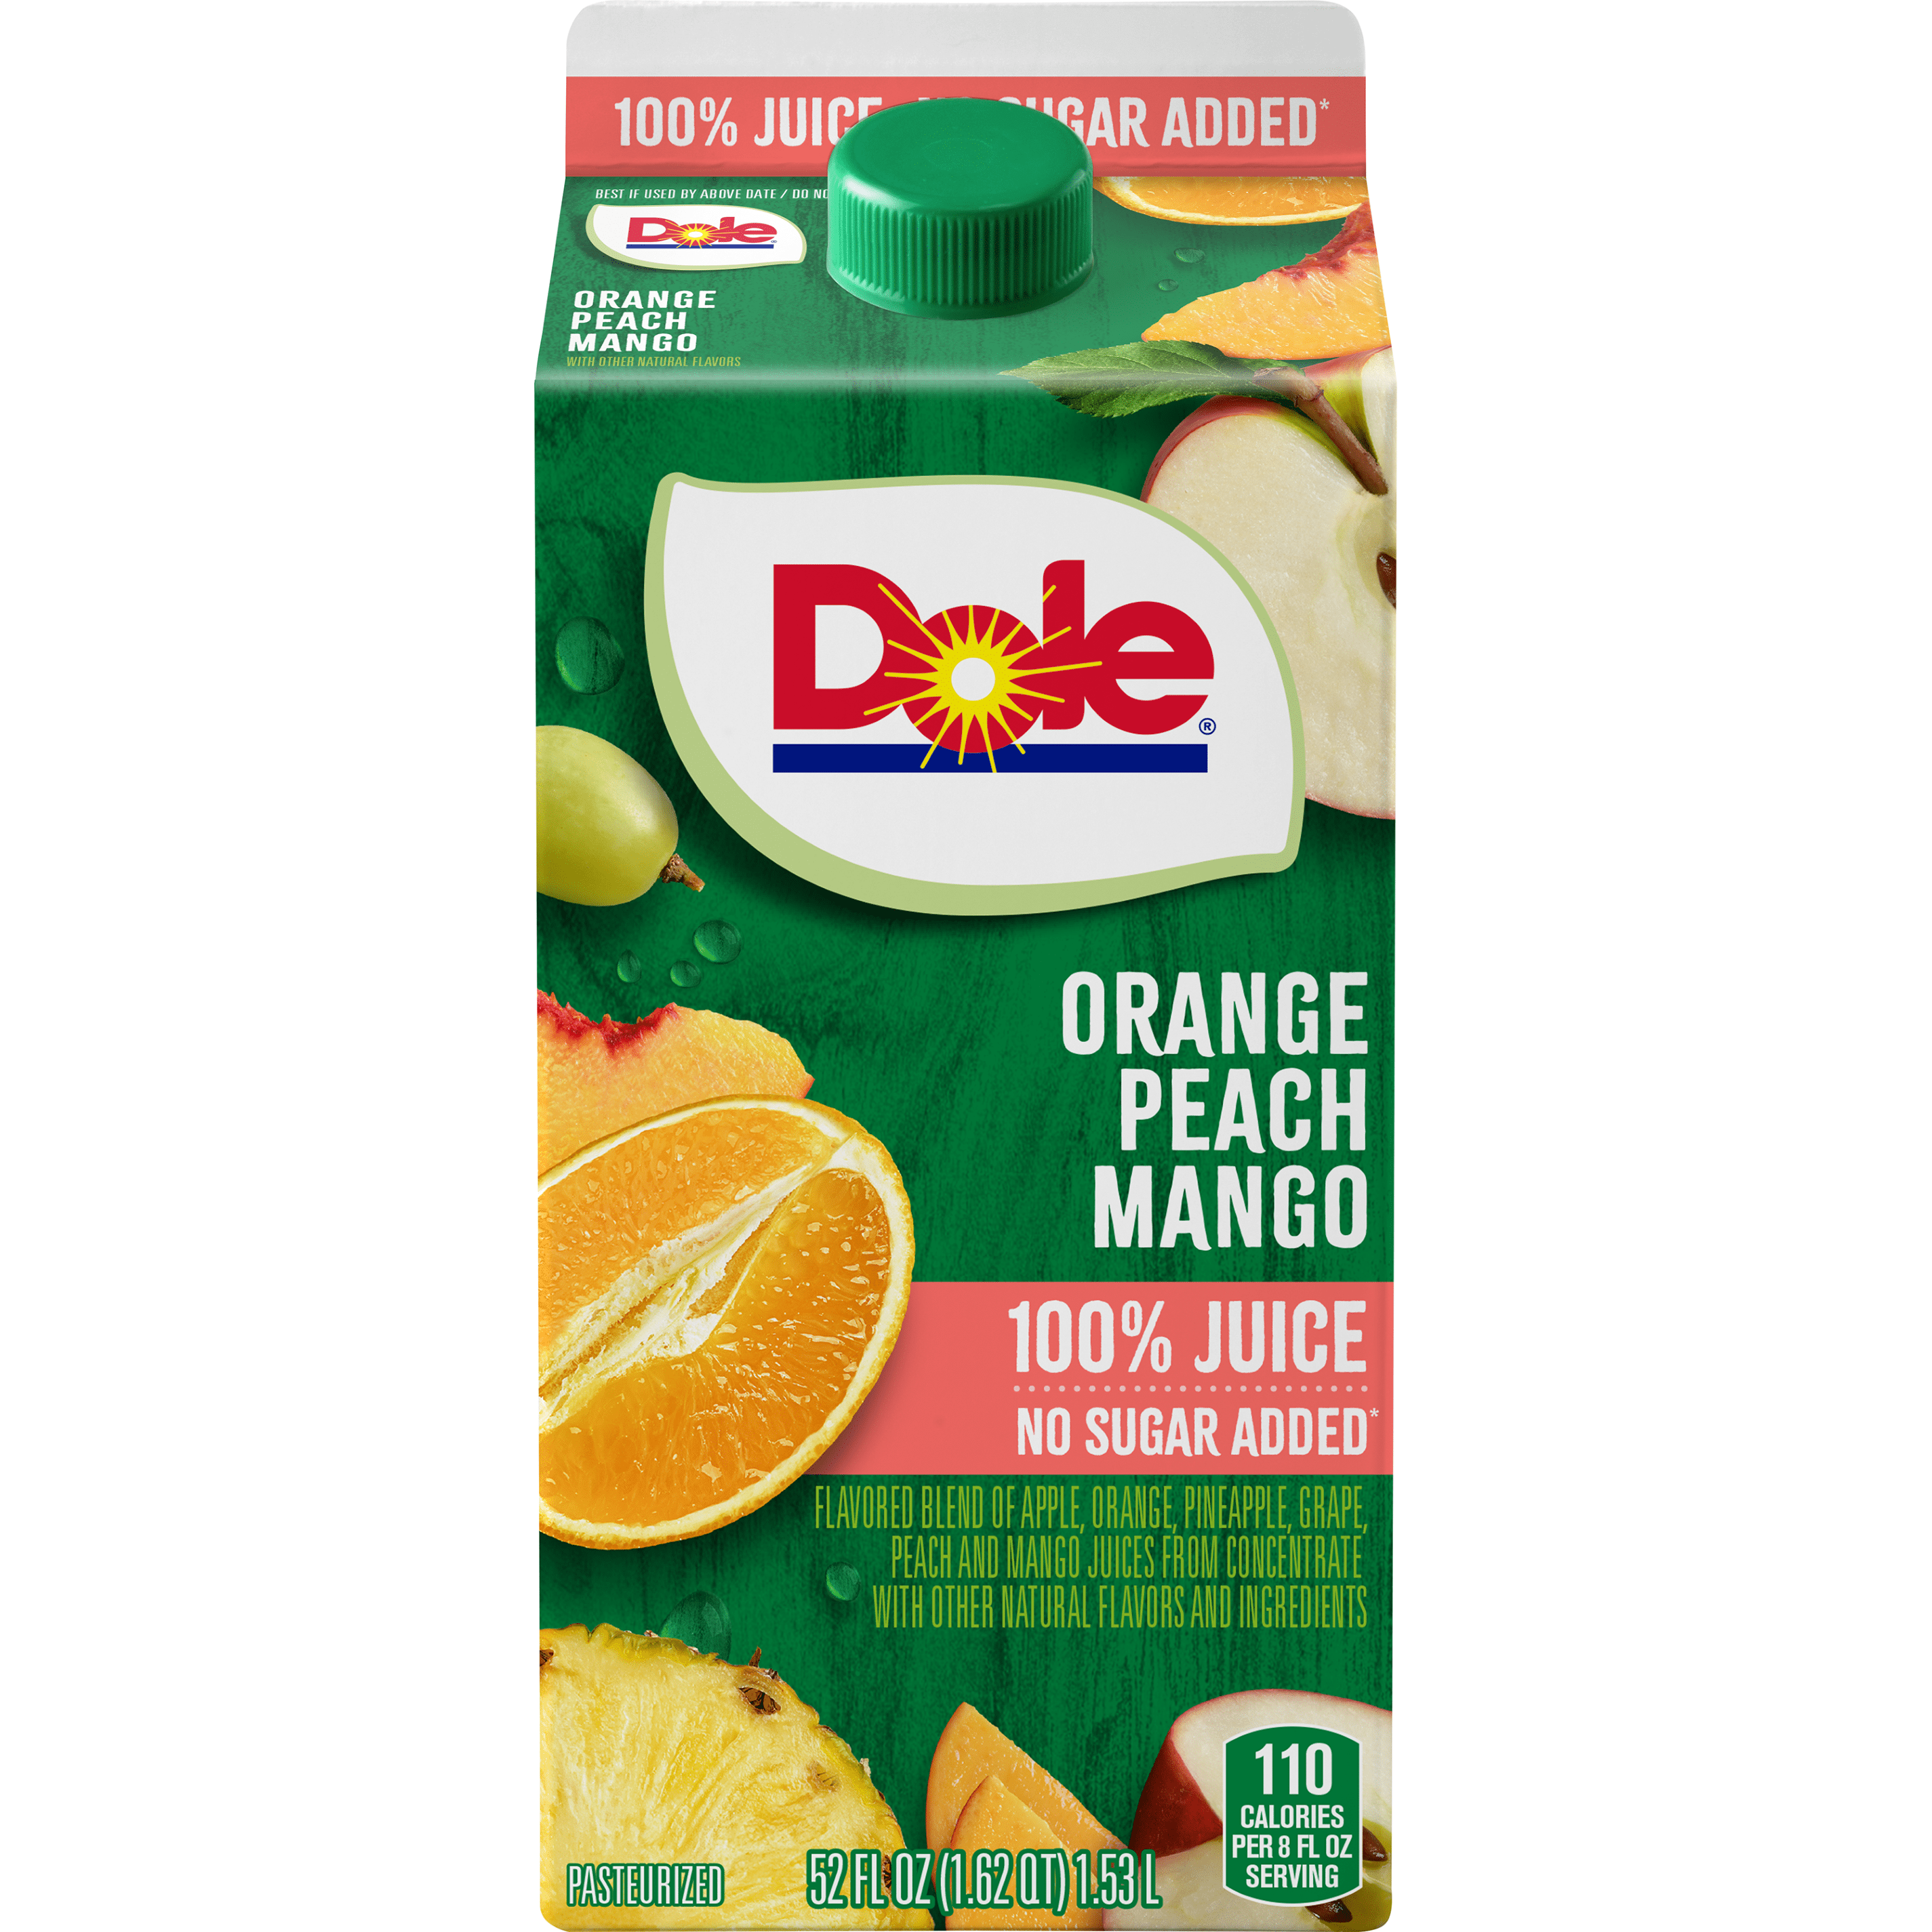 100% JUICE
GAR ADDED*
BEST IF USED BY ABOVE DATE / DO
Dole
ORANGE
PEACH
MANGO
WITH OTHER NATURAL FLAVORS
Dole®
ORANGE
PEACH
MANGO
100% JUICE
NO SUGAR ADDED*
FLAVORED BLEND OF APPLE, ORANGE, PINEAPPLE, GRAPE,
PEACH AND MANGO JUICES FROM CONCENTRATE
WITH OTHER NATURAL FLAVORS AND INGREDIENTS
110
CALORIES
PER 8 FL OZ
SERVING
PASTEURIZED
52 FL OZ (1.62 QT) 1.53 L